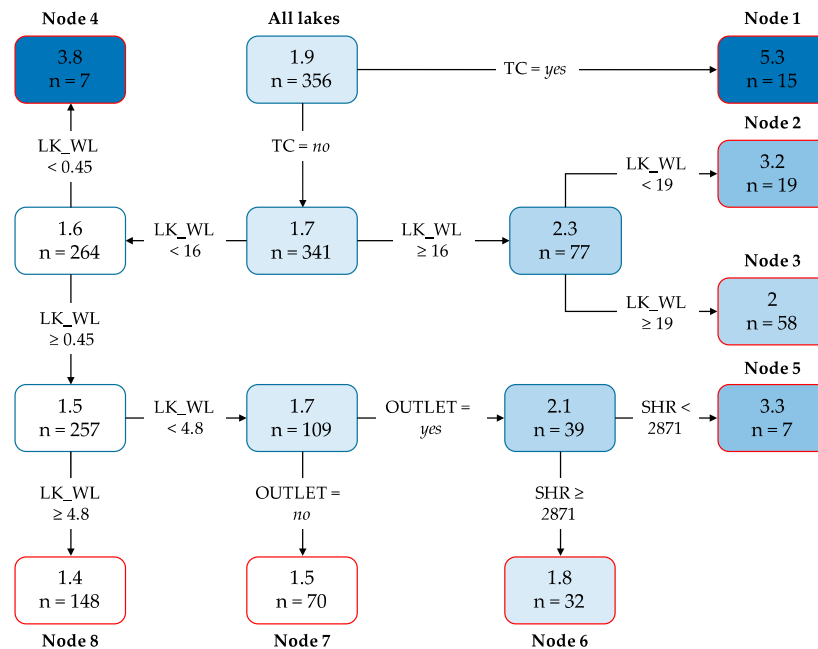 Node 4
All lakes
Node 1
3.8
n = 7
1.9
n = 356
TC = yes
5.3
n = 15
Node 2
LK_WL
< 0.45
TC = no
LK_WL
< 19
3.2
n = 19
1.6
n = 264
LK_WL
< 16
1.7
n = 341
LK_WL
≥ 16
2.3
n = 77
Node 3
LK_WL
≥ 0.45
LK_WL
≥ 19
2
n = 58
Node 5
1.5
n = 257
LK_WL
< 4.8
1.7
n = 109
OUTLET =
yes
2.1
n = 39
SHR <
2871
3.3
n = 7
LK_WL
≥ 4.8
OUTLET =
no
SHR ≥
2871
1.4
n = 148
1.5
n = 70
1.8
n = 32
Node 8
Node 7
Node 6